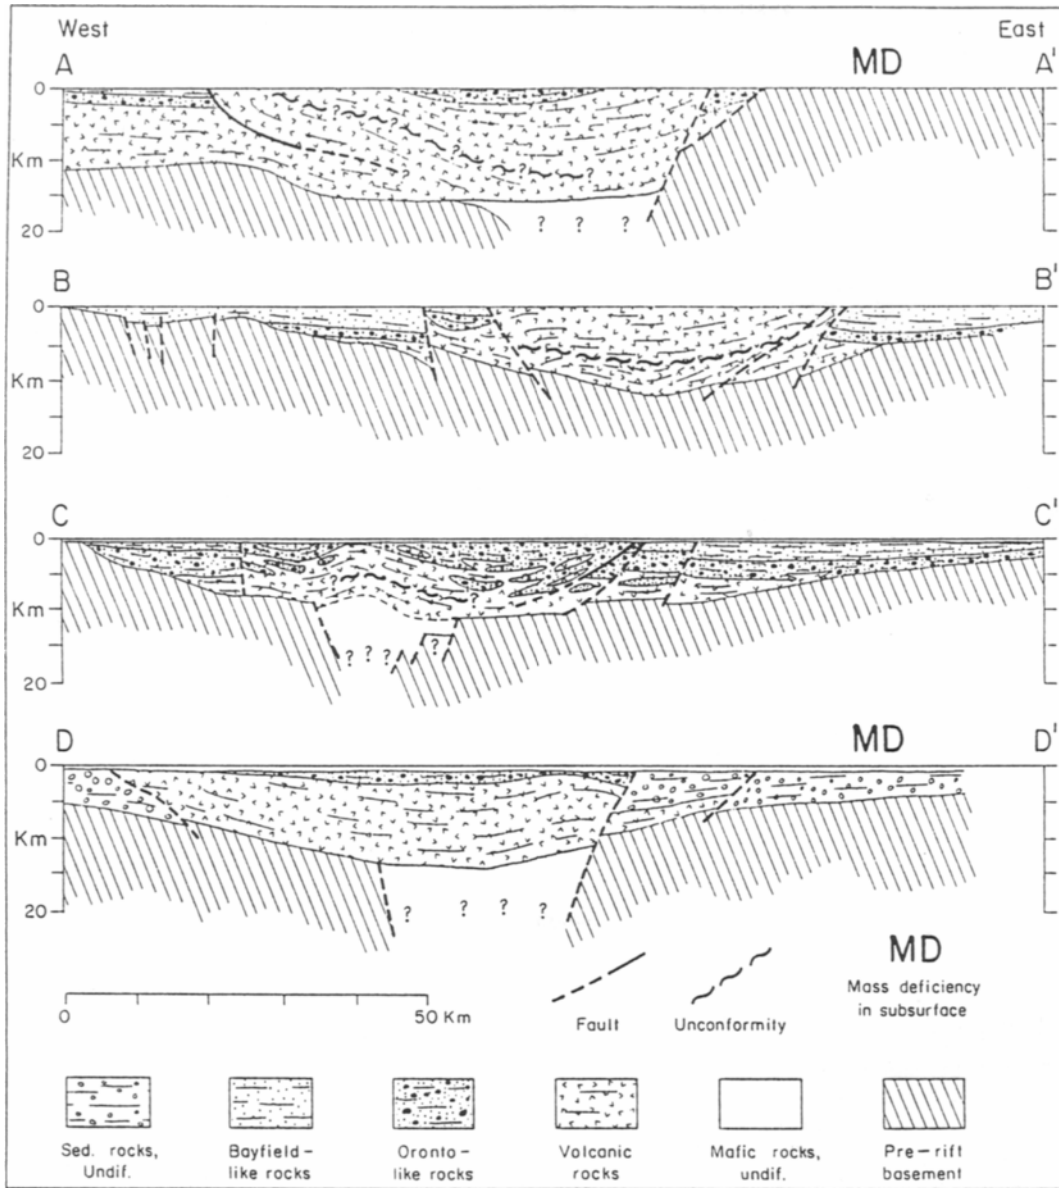 West
East
A
MD
A'
0
Km
20
? ? ? ? ? ?
? ? ?
B
B'
0
Km
20
C
C'
0
Km
20
? ? ?
? ? ? ?
D
MD
D'
0
Km
20
? ? ? ?
MD
Mass deficiency
in subsurface
0
50 Km
Fault
Unconformity
Sed. rocks,
Undif.
Bayfield-
like rocks
Oronto-
like rocks
Volcanic
rocks
Mafic rocks,
undif.
Pre-rift
basement